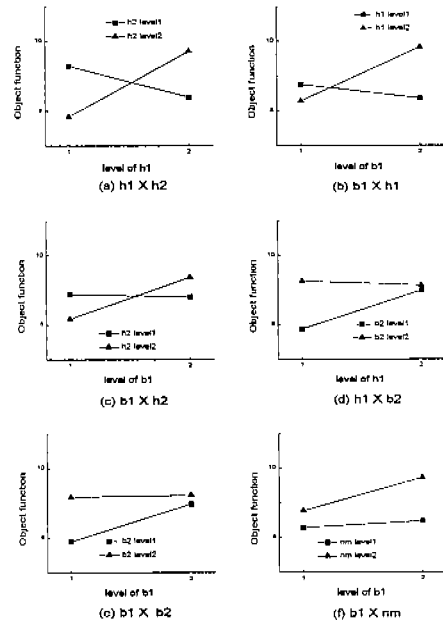 h2 level1
h2 level2
10
Object function
1
2
level of h1
(a) h1 X h2
h1 level1
h1 level2
10
Object function
1
2
level of b1
(b) b1 X h1
10
Object function
h2 level1
h2 level2
1
2
level of b1
(c) b1 X h2
10
Object function
b2 level1
b2 level2
1
2
level of h1
(d) h1 X b2
10
Object function
b2 level1
b2 level2
1
level of b1
(e) b1 X b2
10
Object function
nm level1
nm level2
1
2
level of b1
(f) b1 X nm